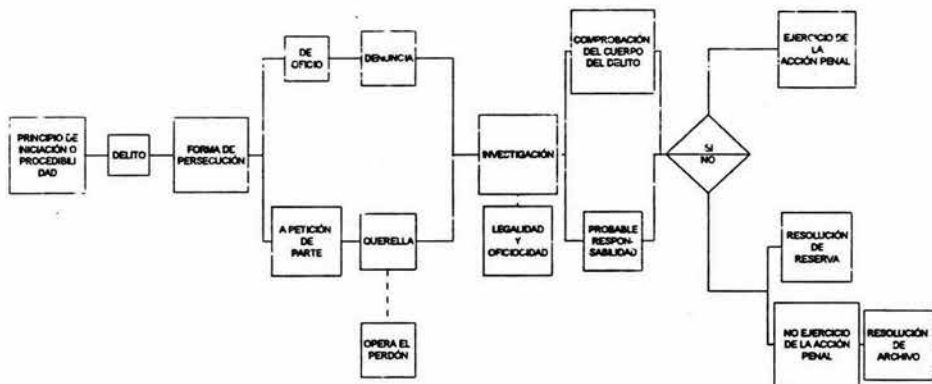 PRINCIPIO DE
INICIACIÓN O
PROCEDIBILI
DAD
DELITO
FORMA DE
PERSECUCIÓN
DE
OFICIO
DENUNCIA
A PETICIÓN
DE
PARTE
QUERELLA
OPERA EL
PERDÓN
INVESTIGACIÓN
LEGALIDAD
Y
OFICIOCIDAD
COMPROBACIÓN
DEL CUERPO
DEL DELITO
PROBABLE
RESPON-
SABILIDAD
SI
NO
EJERCICIO DE
LA
ACCIÓN PENAL
RESOLUCIÓN
DE
RESERVA
NO EJERCICIO
DE LA ACCIÓN
PENAL
RESOLUCIÓN
DE
ARCHIVO